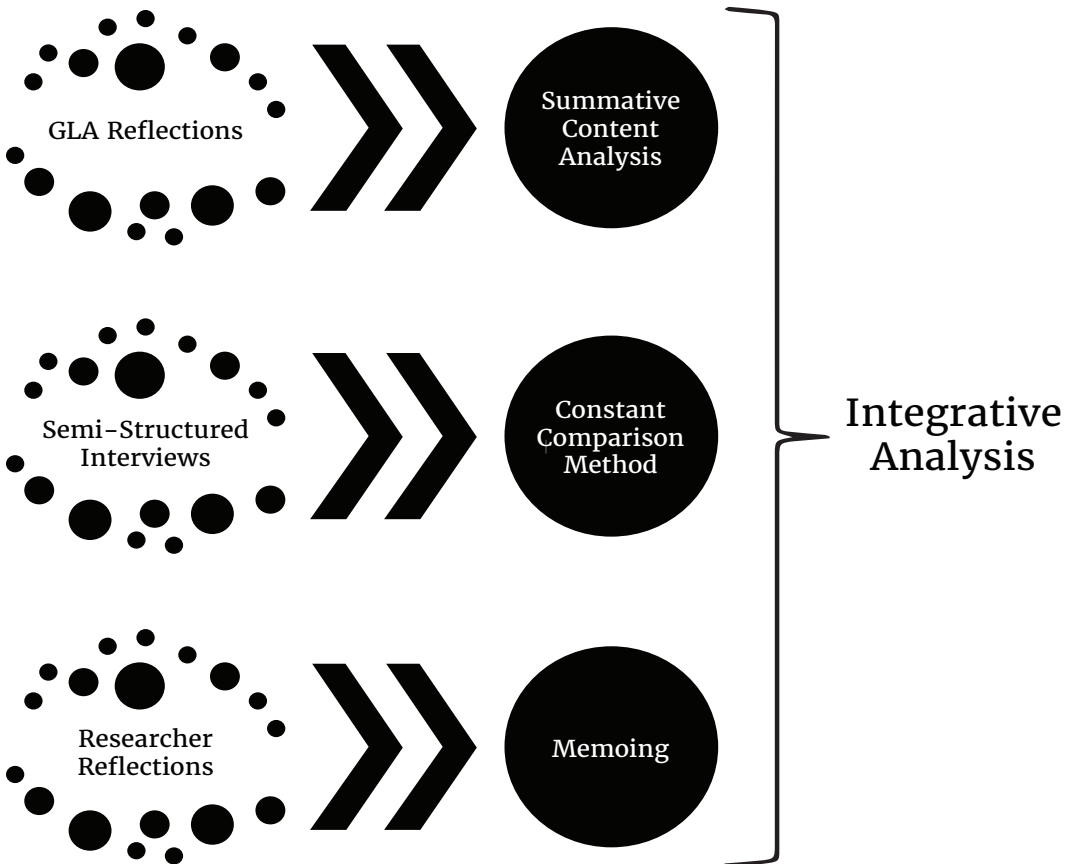 GLA Reflections
Summative
Content
Analysis
Semi-Structured
Interviews
Constant
Comparison
Method
Integrative
Analysis
Researcher
Reflections
Memoing